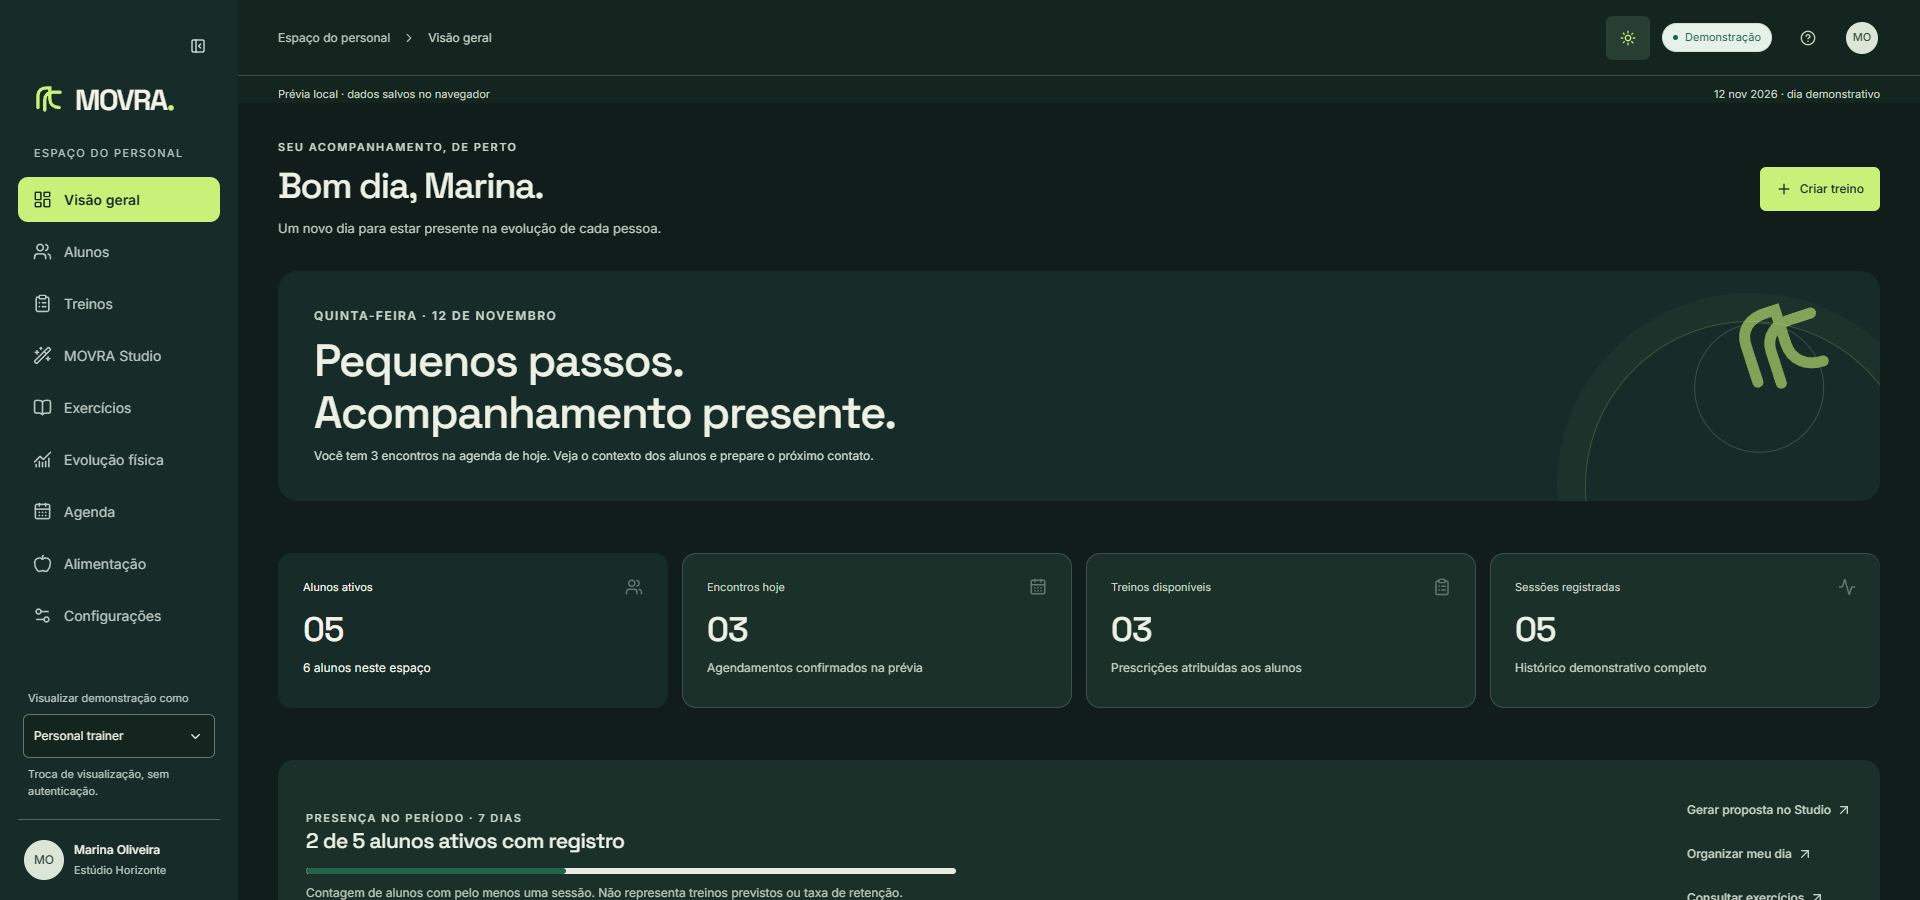 MOVRA.
ESPAÇO DO PERSONAL
Visão geral
Alunos
Treinos
MOVRA Studio
Exercícios
Evolução física
Agenda
Alimentação
Configurações
Visualizar demonstração como
Personal trainer
Troca de visualização, sem
autenticação.
MO
Marina Oliveira
Estúdio Horizonte
Espaço do personal
Visão geral
Demonstração
MO
Prévia local · dados salvos no navegador
12 nov 2026 · dia demonstrativo
SEU ACOMPANHAMENTO, DE PERTO
Bom dia, Marina.
Um novo dia para estar presente na evolução de cada pessoa.
Criar treino
QUINTA-FEIRA · 12 DE NOVEMBRO
Pequenos passos.
Acompanhamento presente.
Você tem 3 encontros na agenda de hoje. Veja o contexto dos alunos e prepare o próximo contato.
Alunos ativos
05
6 alunos neste espaço
Encontros hoje
03
Agendamentos confirmados na prévia
Treinos disponíveis
03
Prescrições atribuídas aos alunos
Sessões registradas
05
Histórico demonstrativo completo
PRESENÇA NO PERÍODO · 7 DIAS
2 de 5 alunos ativos com registro
Contagem de alunos com pelo menos uma sessão. Não representa treinos previstos ou taxa de retenção.
Gerar proposta no Studio
Organizar meu dia
Consultar exercícios